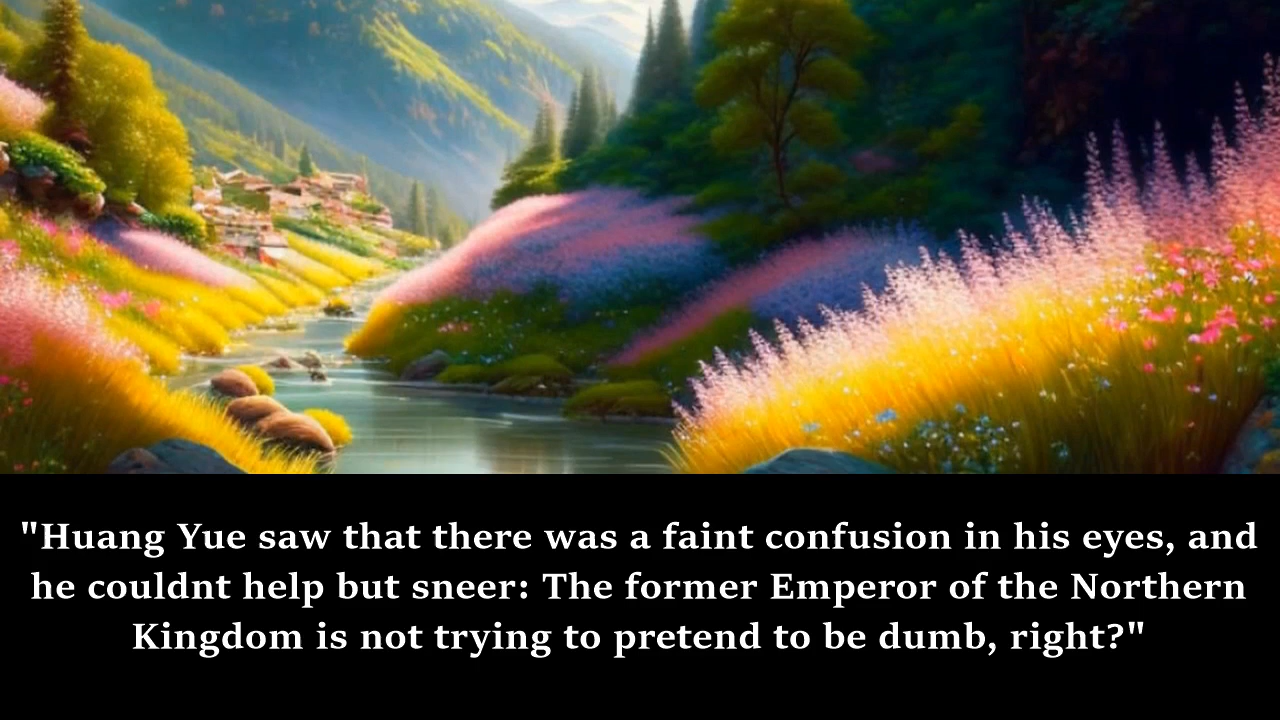 "Huang Yue saw that there was a faint confusion in his eyes, and
he couldnt help but sneer: The former Emperor of the Northern
Kingdom is not trying to pretend to be dumb, right?"